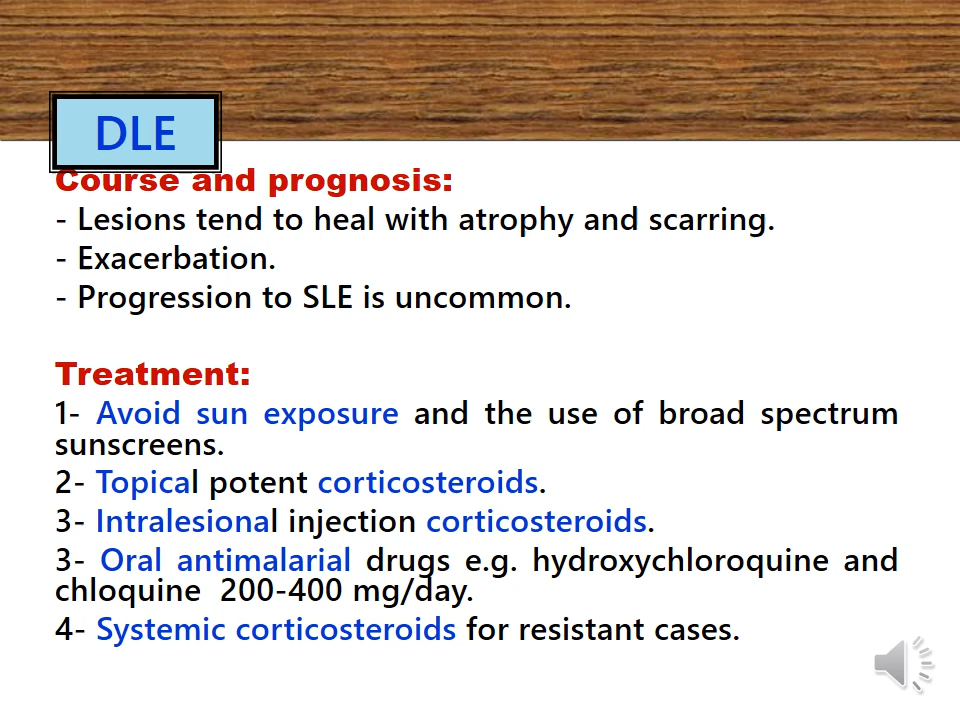 DLE
Course and prognosis:
- Lesions tend to heal with atrophy and scarring.
- Exacerbation.
- Progression to SLE is uncommon.
Treatment:
1- Avoid sun exposure and the use of broad spectrum
sunscreens.
2- Topical potent corticosteroids.
3- Intralesional injection corticosteroids.
3- Oral antimalarial drugs e.g. hydroxychloroquine and
chloquine 200-400 mg/day.
4- Systemic corticosteroids for resistant cases.